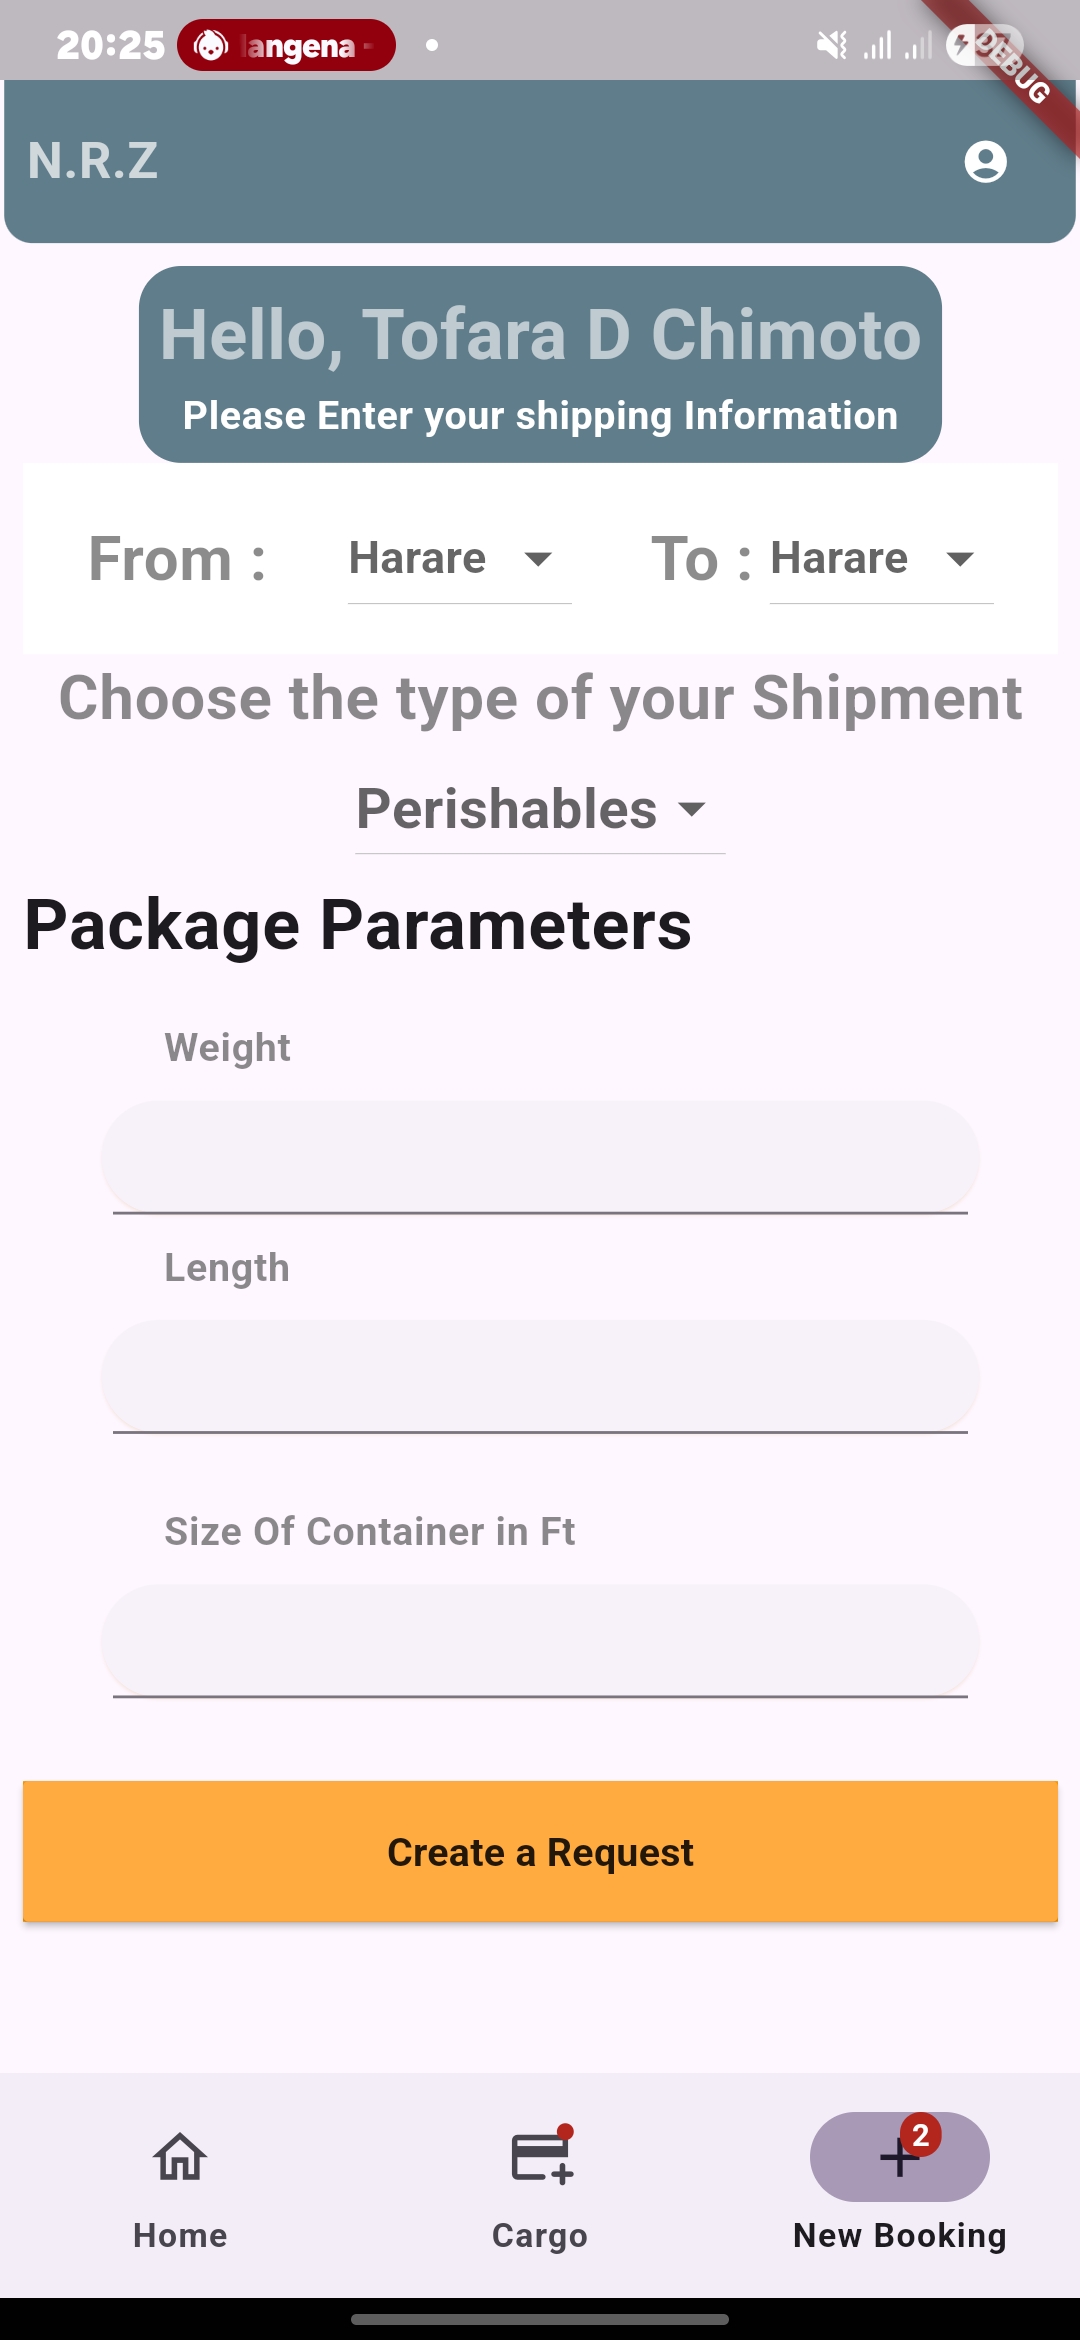 20:25 langena
DEBUG
N.R.Z
Hello, Tofara D Chimoto
Please Enter your shipping Information
From : Harare To : Harare
Choose the type of your Shipment
Perishables
Package Parameters
Weight
Length
Size Of Container in Ft
Create a Request
2
Home Cargo New Booking